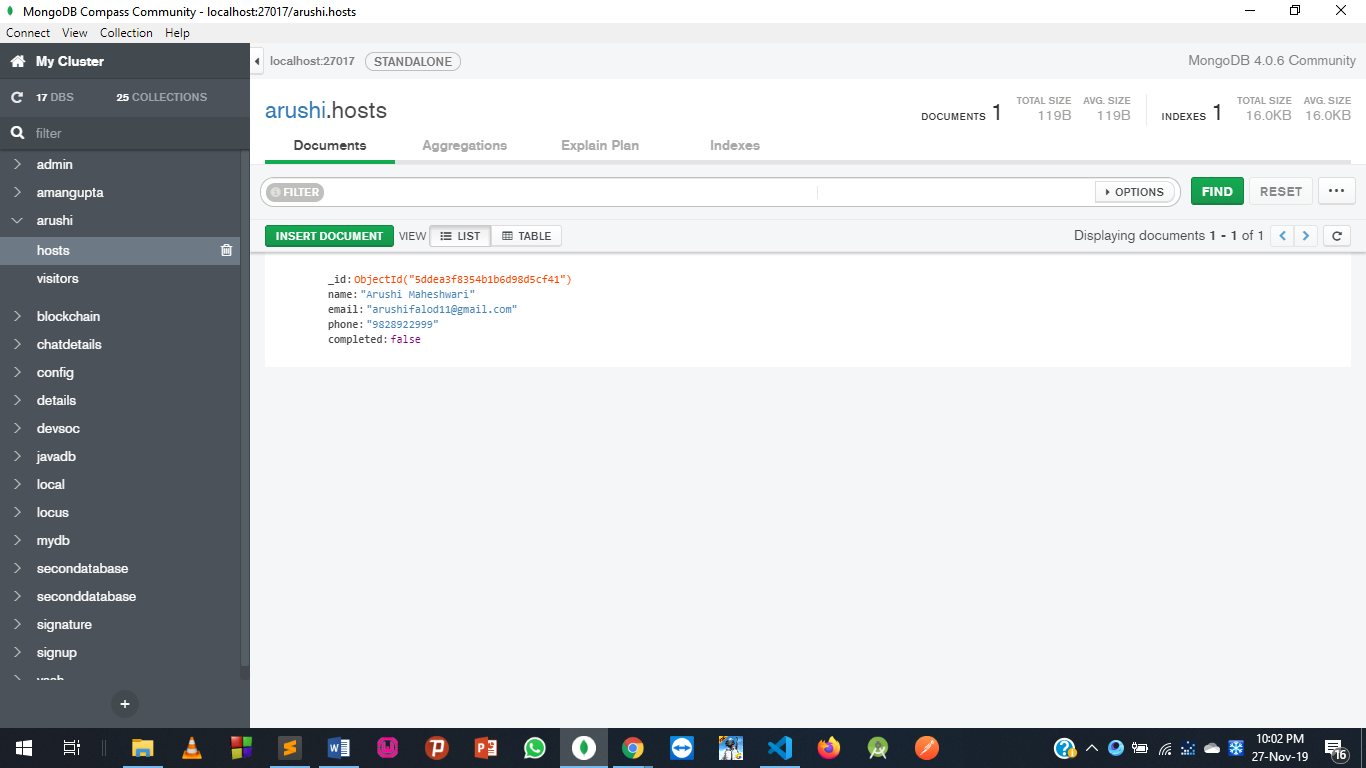 MongoDB Compass Community - localhost:27017/arushi.hosts
Connect View Collection Help
My Cluster
localhost:27017 STANDALONE MongoDB 4.0.6 Community
17 DBS 25 COLLECTIONS
filter
arushi.hosts
DOCUMENTS 1 TOTAL SIZE 119B AVG. SIZE 119B INDEXES 1 TOTAL SIZE 16.0KB AVG. SIZE 16.0KB
Documents Aggregations Explain Plan Indexes
FILTER OPTIONS FIND RESET ...
INSERT DOCUMENT VIEW LIST TABLE Displaying documents 1 - 1 of 1
_id: ObjectId("5ddea3f8354b1b6d98d5cf41")
name: "Arushi Maheshwari"
email: "arushifalod11@gmail.com"
phone: "9828922999"
completed: false
admin
amangupta
arushi
hosts
visitors
blockchain
chatdetails
config
details
devsoc
javadb
local
locus
mydb
secondatabase
seconddatabase
signature
signup
+
10:02 PM
27-Nov-19
16